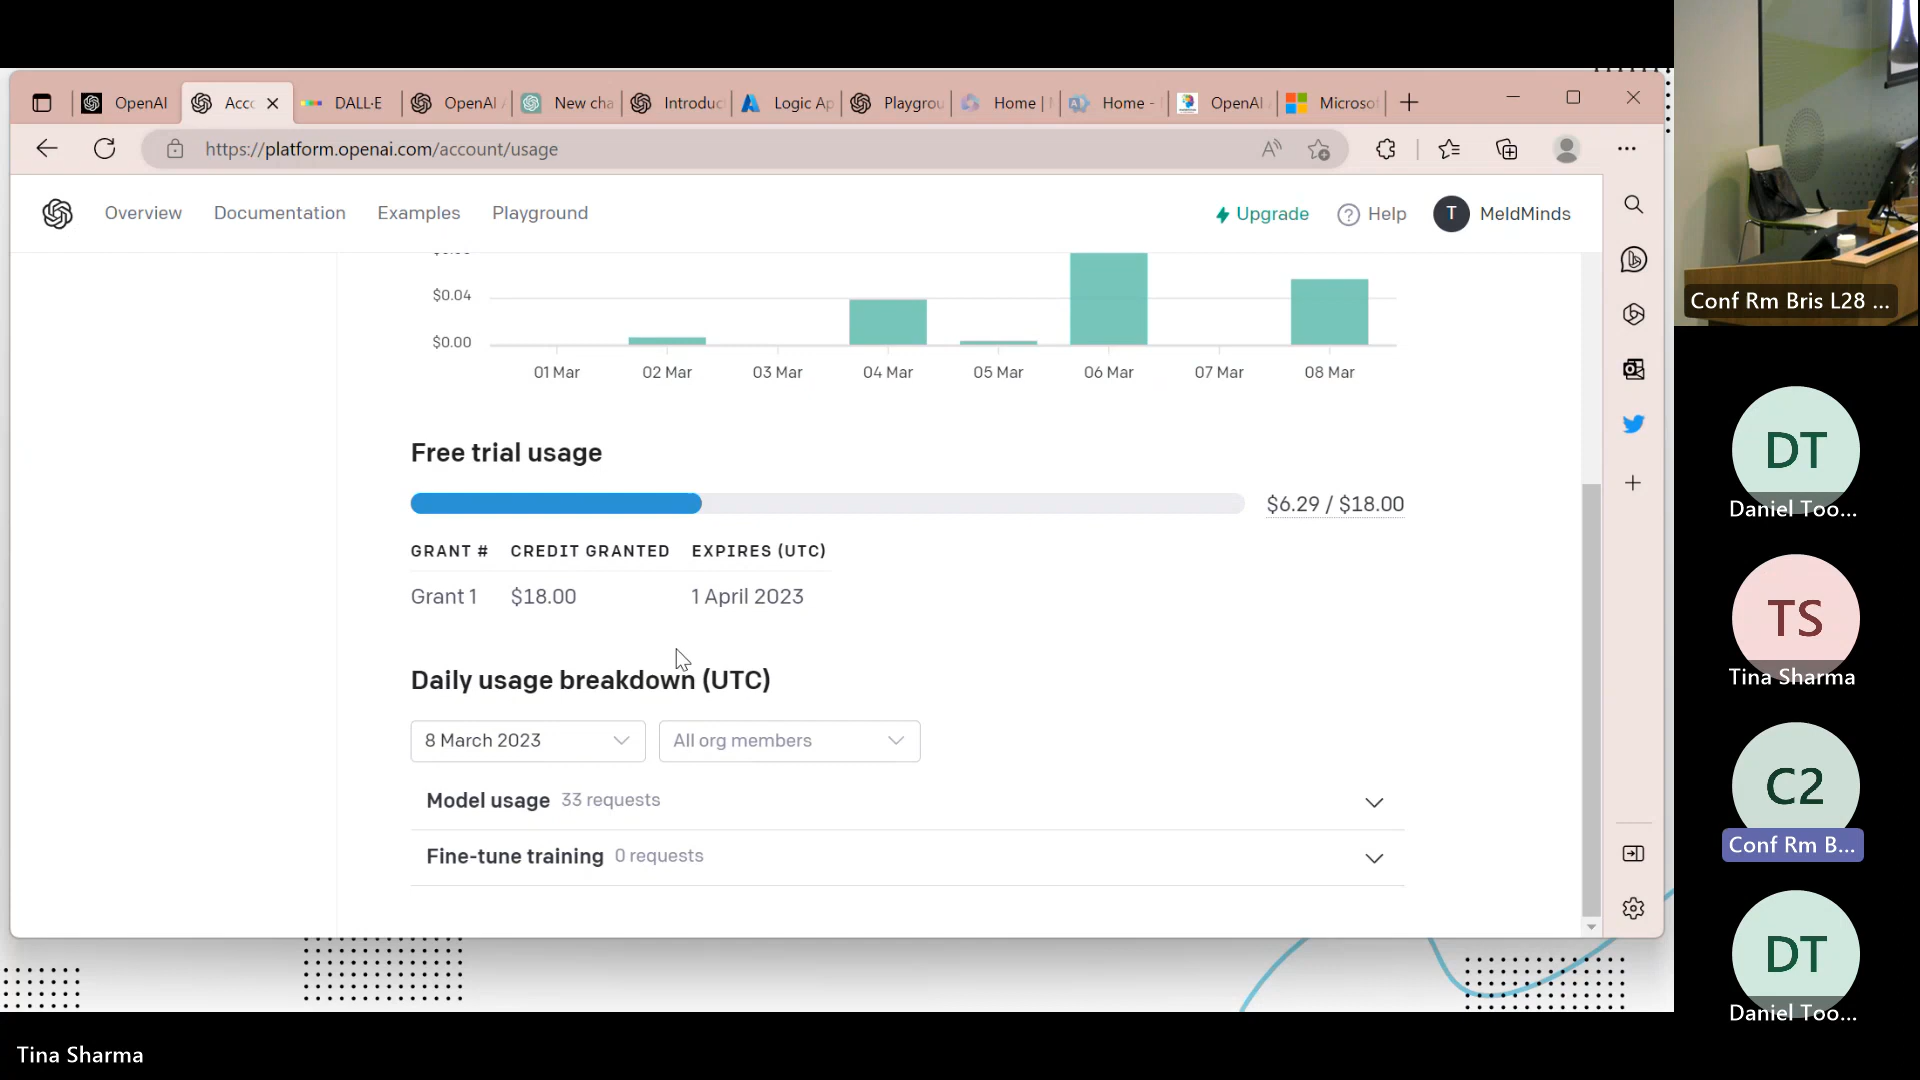 OpenAI
Acc
DALL·E
OpenAI A
New cha
Introduc
Logic Ap
Playgrou
Home |
Home -
OpenAI
Microsof
https://platform.openai.com/account/usage
Overview
Documentation
Examples
Playground
Upgrade
Help
T
MeldMinds
$0.04
$0.00
01 Mar
02 Mar
03 Mar
04 Mar
05 Mar
06 Mar
07 Mar
08 Mar
Free trial usage
$6.29 / $18.00
GRANT # CREDIT GRANTED EXPIRES (UTC)
Grant 1 $18.00 1 April 2023
Daily usage breakdown (UTC)
8 March 2023
All org members
Model usage 33 requests
Fine-tune training 0 requests
Conf Rm Bris L28 ...
DT
Daniel Too...
TS
Tina Sharma
C2
Conf Rm B...
DT
Daniel Too...
Tina Sharma